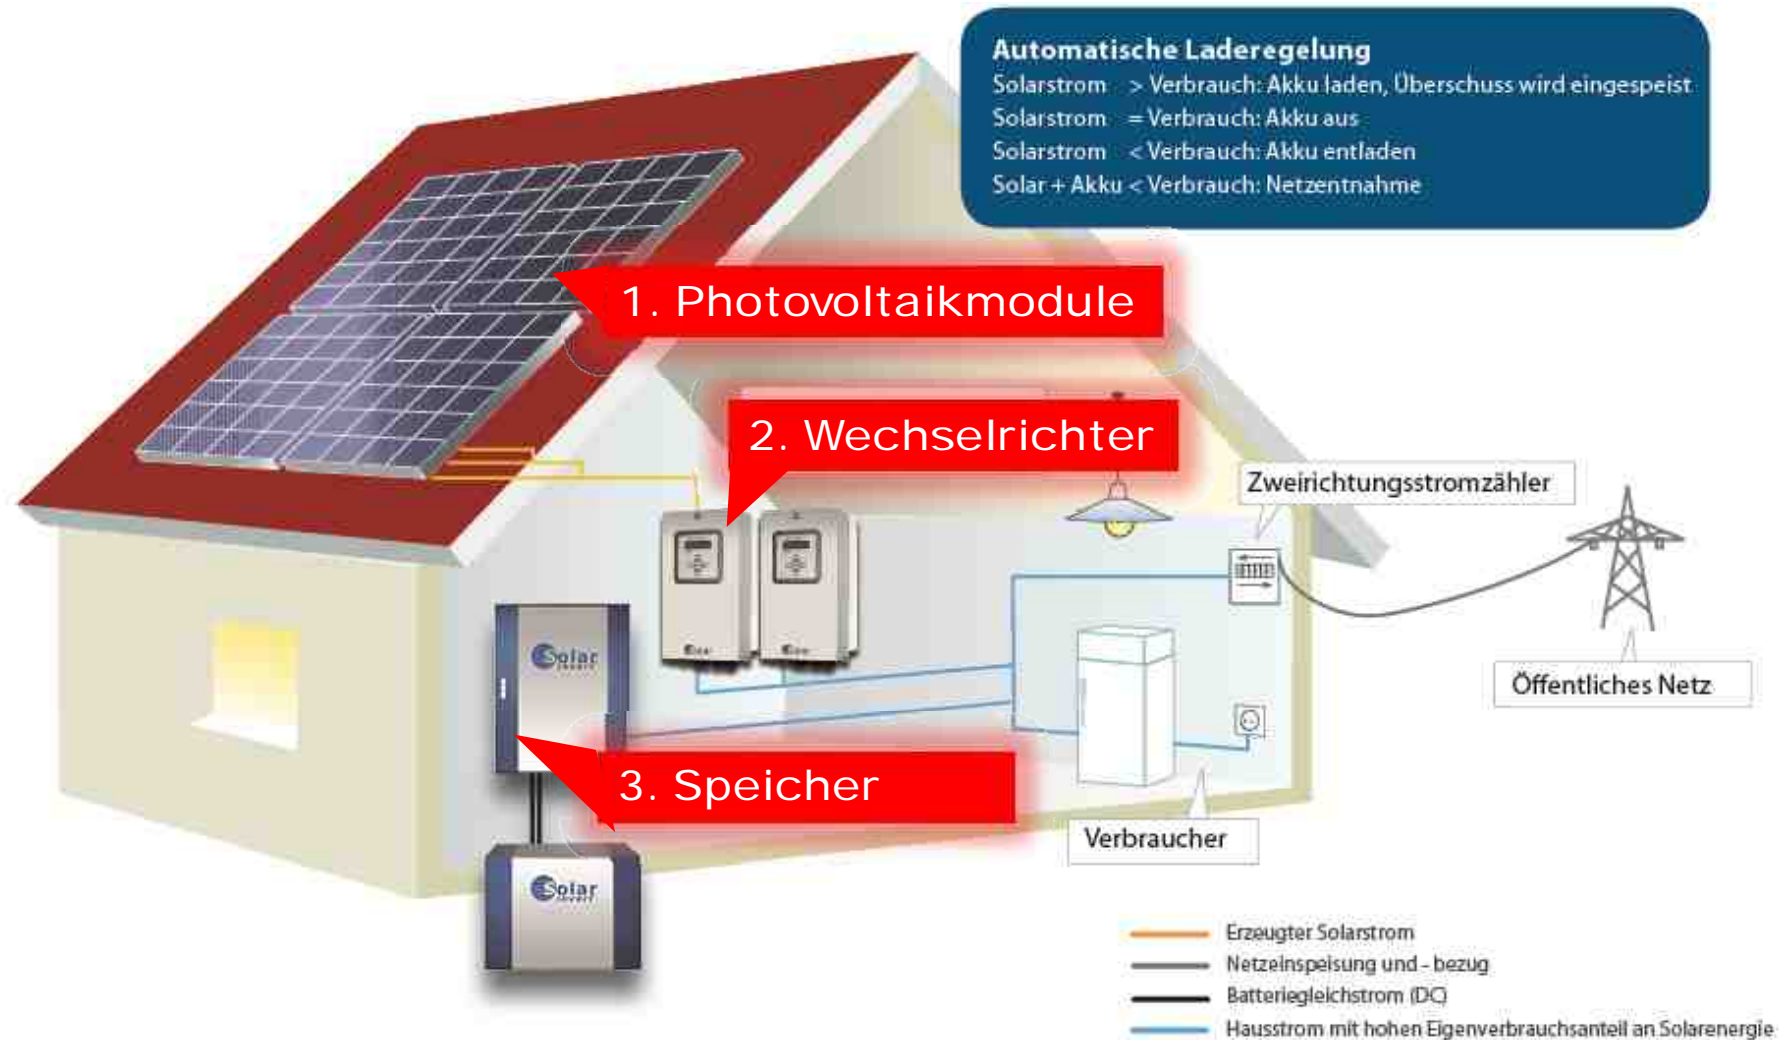 Automatische Laderegelung
Solarstrom > Verbrauch: Akku laden, Überschuss wird eingespeist
Solarstrom = Verbrauch: Akku aus
Solarstrom < Verbrauch: Akku entladen
Solar + Akku < Verbrauch: Netzentnahme
1. Photovoltaikmodule
2. Wechselrichter
Zweirichtungsstromzähler
Öffentliches Netz
Solar
3. Speicher
Verbraucher
Solar
Erzeugter Solarstrom
Netzeinspeisung und - bezug
Batteriegleichstrom (DC)
Hausstrom mit hohen Eigenverbrauchsanteil an Solarenergie